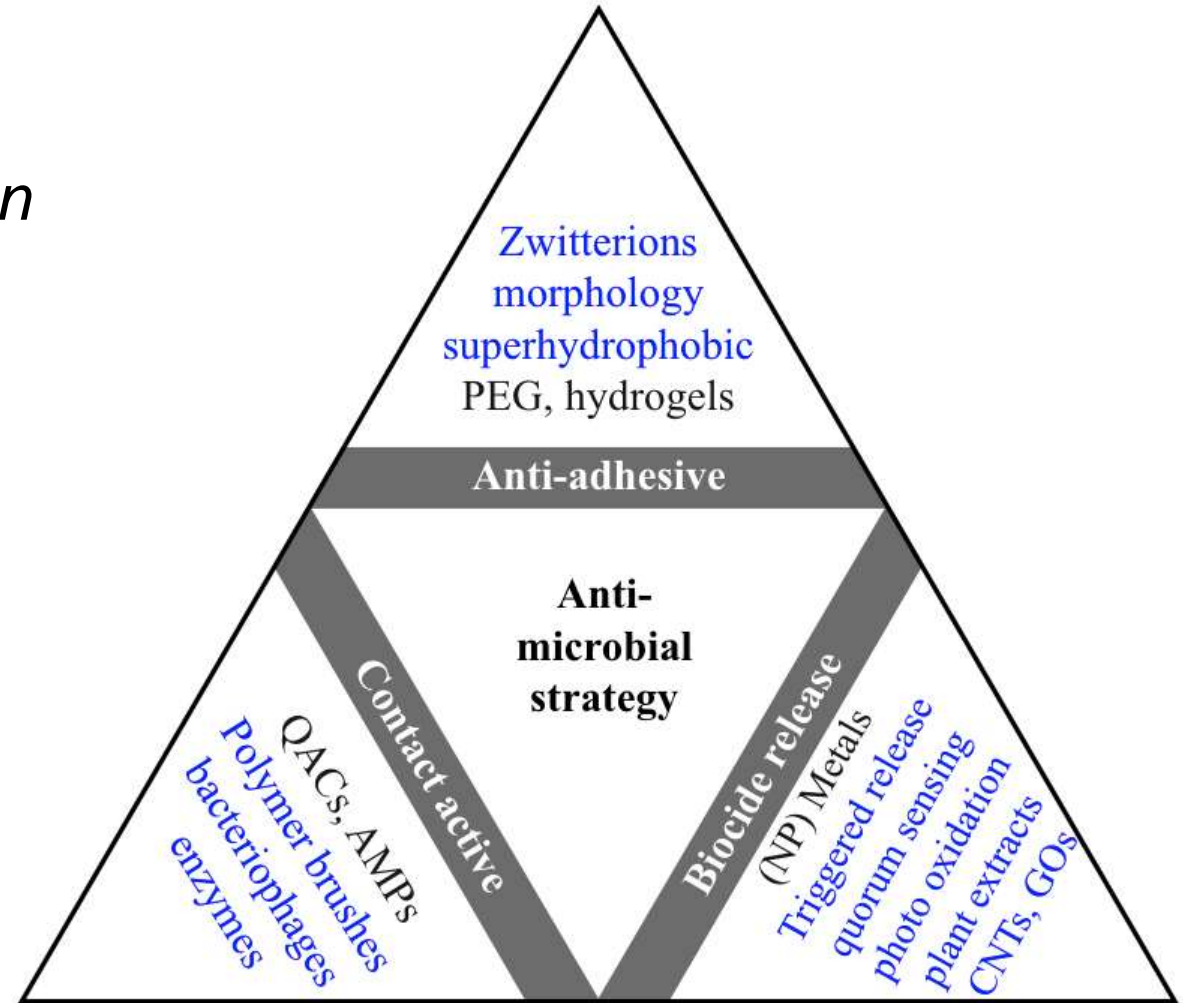 n
Zwitterions
morphology
superhydrophobic
PEG, hydrogels
Anti-adhesive
Anti-
microbial
strategy
Contact active
QACs, AMPs
Polymer brushes
bacteriophages
enzymes
Biocide release
(NP) Metals
Triggered release
quorum sensing
photo oxidation
plant extracts
CNTs, GOs